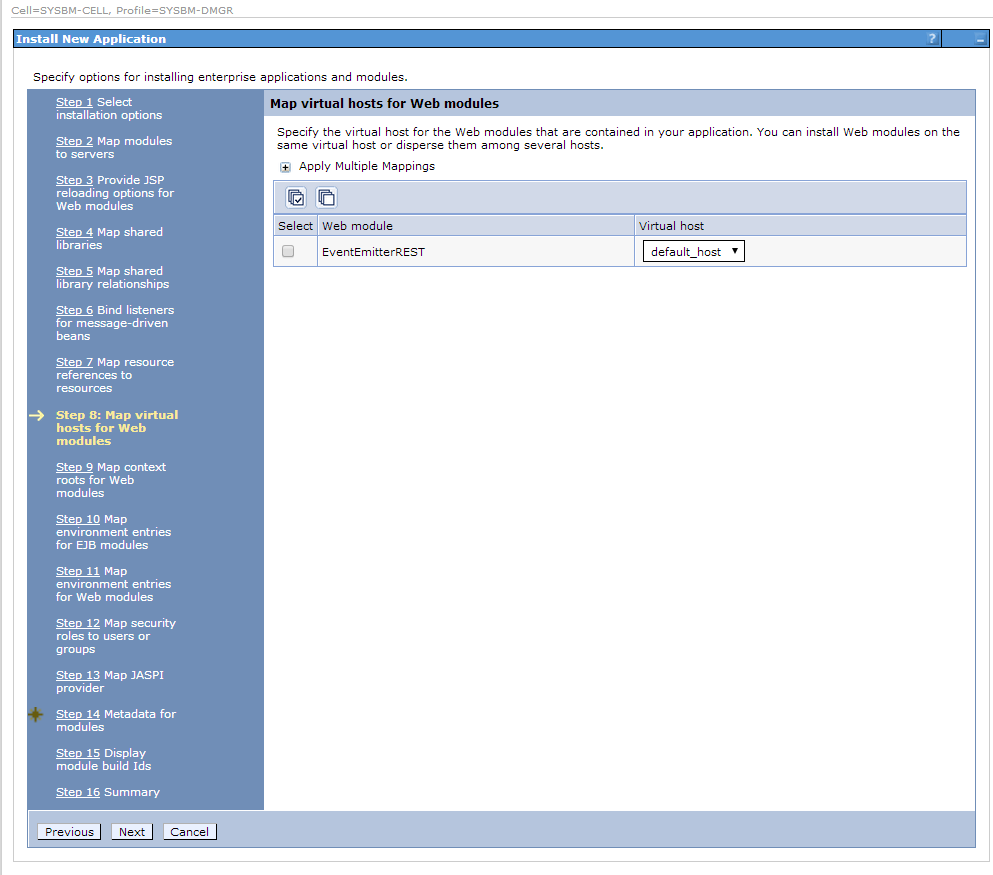 Cell=SYSBM-CELL, Profile=SYSBM-DMGR
Install New Application
?
Specify options for installing enterprise applications and modules.
Step 1 Select
installation options
Step 2 Map modules
to servers
Step 3 Provide JSP
reloading options for
Web modules
Step 4 Map shared
libraries
Step 5 Map shared
library relationships
Step 6 Bind listeners
for message-driven
beans
Step 7 Map resource
references to
resources
Step 8: Map virtual
hosts for Web
modules
Step 9 Map context
roots for Web
modules
Step 10 Map
environment entries
for EJB modules
Step 11 Map
environment entries
for Web modules
Step 12 Map security
roles to users or
groups
Step 13 Map JASPI
provider
Step 14 Metadata for
modules
Step 15 Display
module build Ids
Step 16 Summary
Map virtual hosts for Web modules
Specify the virtual host for the Web modules that are contained in your application. You can install Web modules on the
same virtual host or disperse them among several hosts.
Apply Multiple Mappings
Select Web module Virtual host
EventEmitterREST default_host
Previous Next Cancel